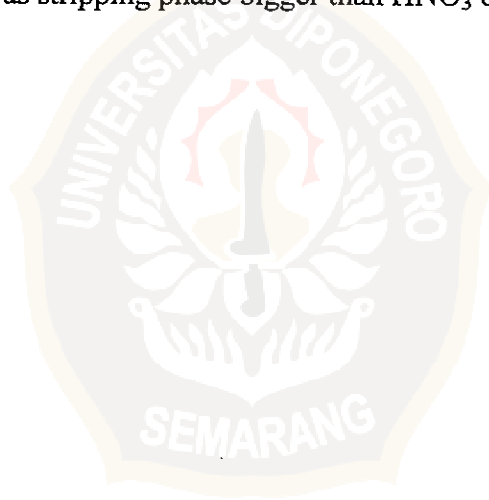 as stripping phase bigger than HNO3
UNIVERSITAS DIPONEGORO
SEMARANG